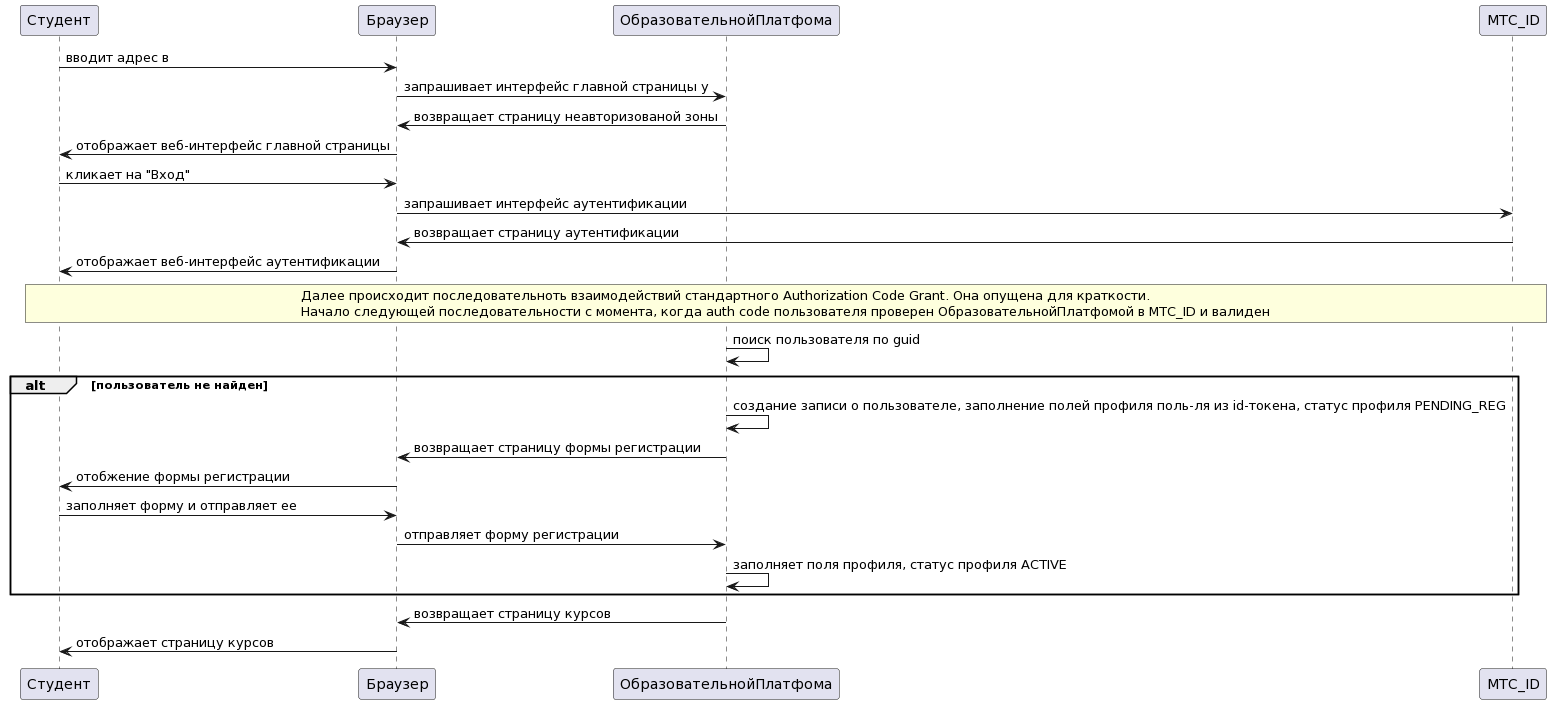 Студент Браузер ОбразовательнойПлатфома МТС_ID
вводит адрес в
запрашивает интерфейс главной страницы у
возвращает страницу неавторизованой зоны
отображает веб-интерфейс главной страницы
кликает на "Вход"
запрашивает интерфейс аутентификации
возвращает страницу аутентификации
отображает веб-интерфейс аутентификации
Далее происходит последовательноть взаимодействий стандартного Authorization Code Grant. Она опущена для краткости.
Начало следующей последовательности с момента, когда auth code пользователя проверен ОбразовательнойПлатфомой в МТС_ID и валиден
поиск пользователя по guid
alt [пользователь не найден]
создание записи о пользователе, заполнение полей профиля поль-ля из id-токена, статус профиля PENDING_REG
возвращает страницу формы регистрации
отобжение формы регистрации
заполняет форму и отправляет ее
отправляет форму регистрации
заполняет поля профиля, статус профиля ACTIVE
возвращает страницу курсов
отображает страницу курсов
Студент Браузер ОбразовательнойПлатфома МТС_ID